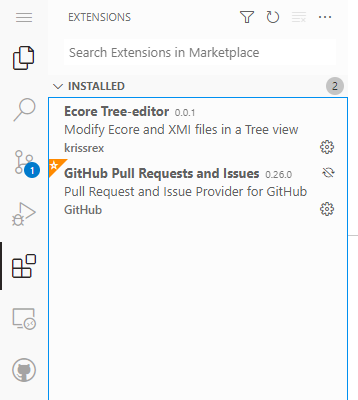 EXTENSIONS
Search Extensions in Marketplace
INSTALLED 2
Ecore Tree-editor 0.0.1
Modify Ecore and XMI files in a Tree view
krissrex
GitHub Pull Requests and Issues 0.26.0
Pull Request and Issue Provider for GitHub
GitHub
1